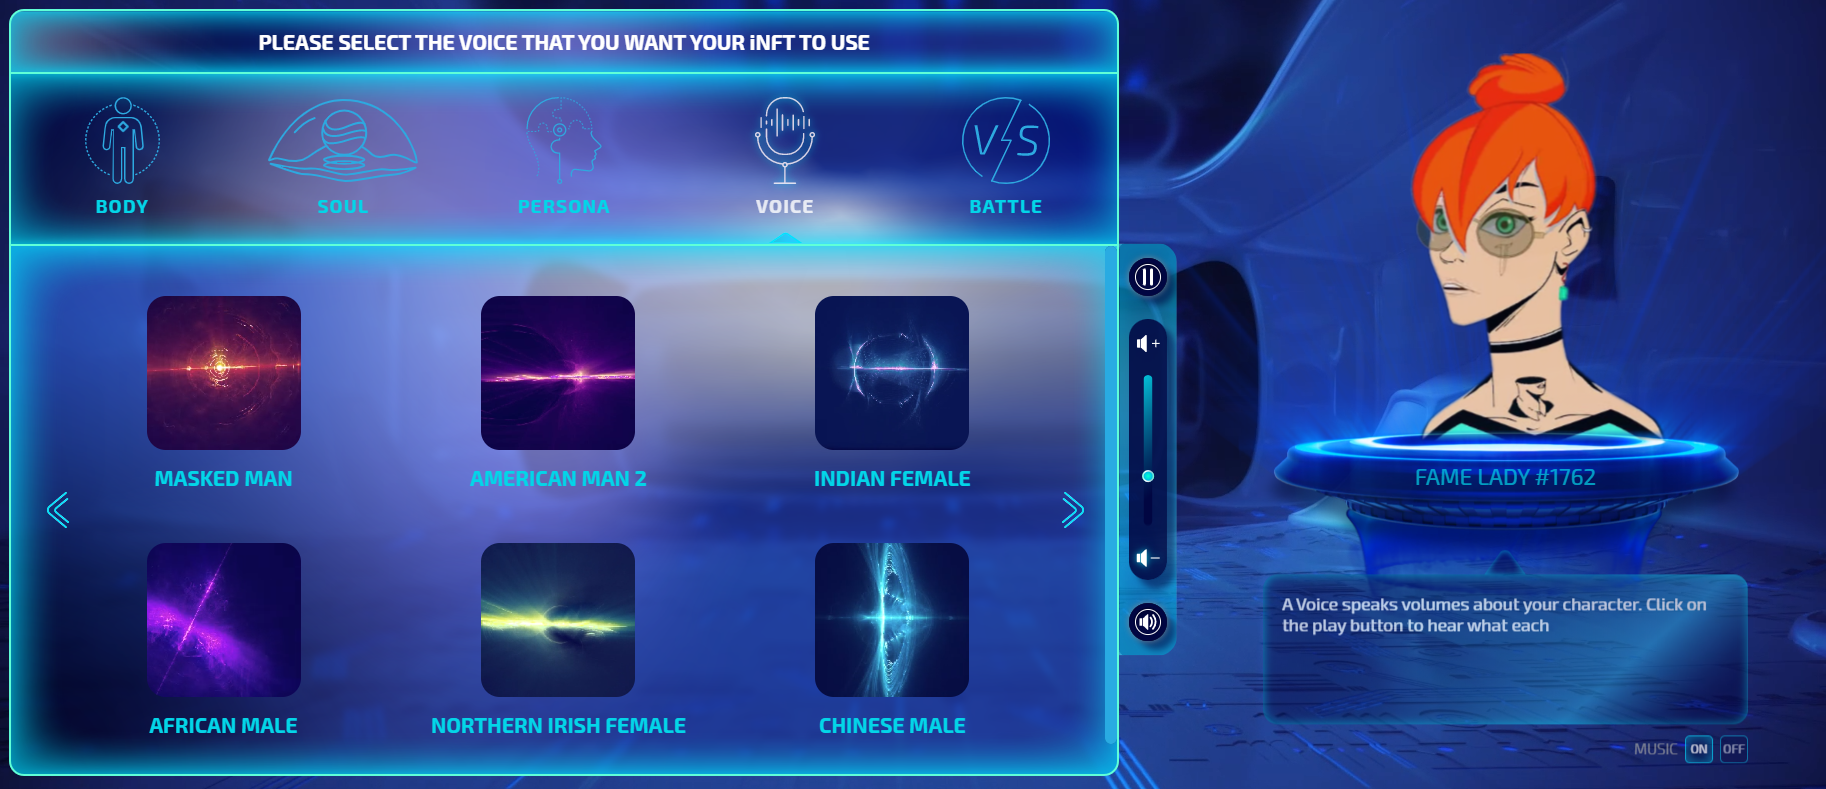 PLEASE SELECT THE VOICE THAT YOU WANT YOUR iNFT TO USE
BODY
SOUL
PERSONA
VOICE
VS
BATTLE
MASKED MAN
AMERICAN MAN 2
INDIAN FEMALE
AFRICAN MALE
NORTHERN IRISH FEMALE
CHINESE MALE
+
−
FAME LADY #1762
A Voice speaks volumes about your character. Click on
the play button to hear what each
MUSIC ON OFF